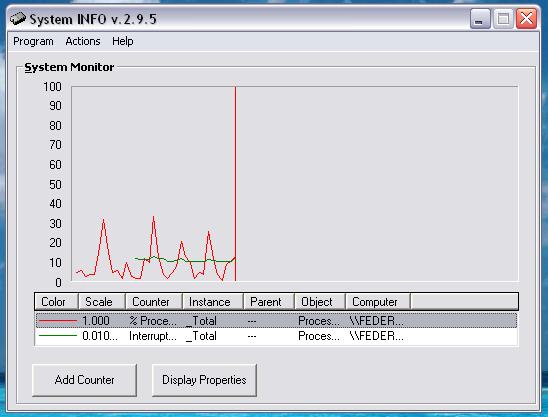 System INFO v.2.9.5
Program Actions Help
System Monitor
100
90
80
70
60
50
40
30
20
10
0
Color Scale Counter Instance Parent Object Computer
1.000 % Proce... _Total --- Proces... \\FEDER...
0.010... Interrupt... _Total --- Proces... \\FEDER...
Add Counter Display Properties